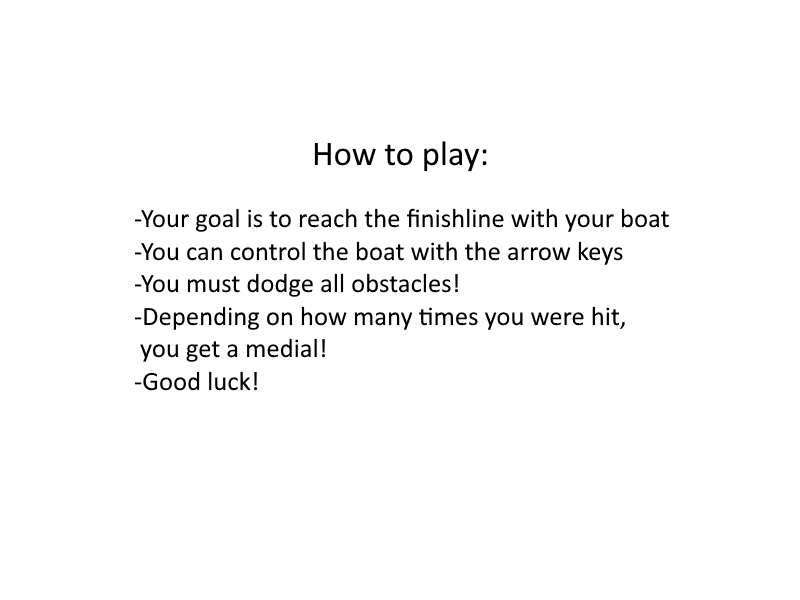 How to play:
-Your goal is to reach the finishline with your boat
-You can control the boat with the arrow keys
-You must dodge all obstacles!
-Depending on how many times you were hit,
you get a medial!
-Good luck!